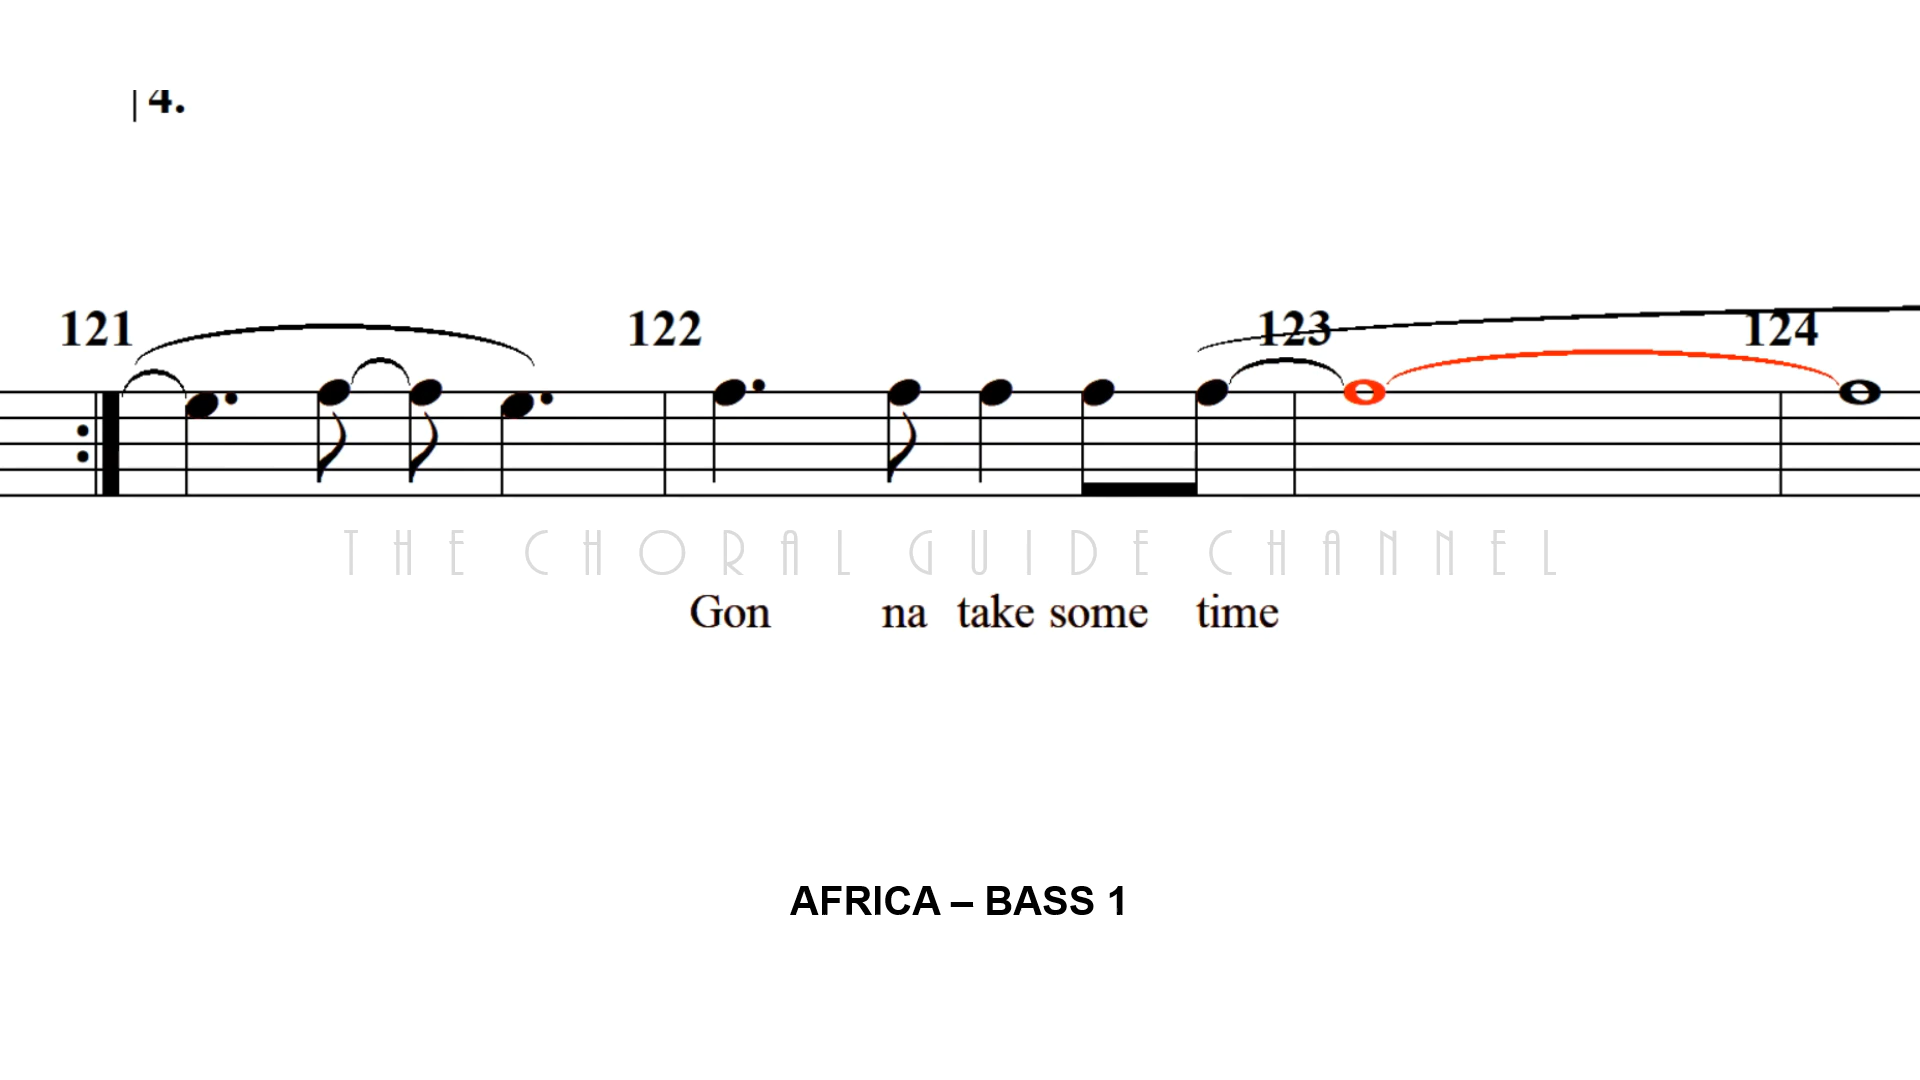 4.
121 122 123 124
THE CHORAL GUIDE CHANNEL
Gon na take some time
AFRICA – BASS 1